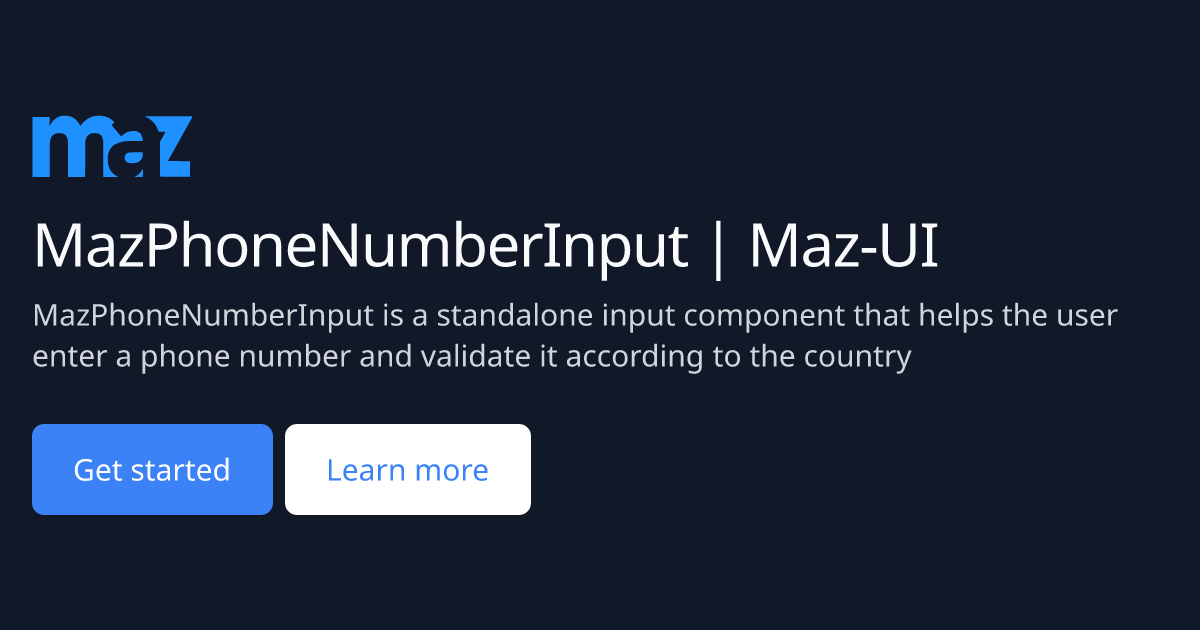 maz
MazPhoneNumberInput | Maz-UI
MazPhoneNumberInput is a standalone input component that helps the user
enter a phone number and validate it according to the country
Get started
Learn more